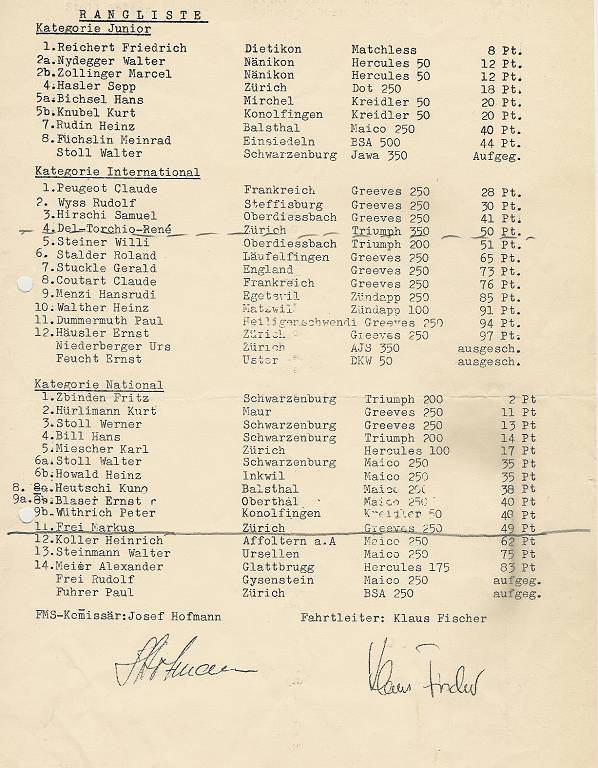 RANGLISTE
Kategorie Junior
1.Reichert Friedrich Dietikon Matchless 8 Pt.
2a.Nydegger Walter Nänikon Hercules 50 12 Pt.
2b.Zollinger Marcel Nänikon Hercules 50 12 Pt.
4.Hasler Sepp Zürich Dot 250 18 Pt.
5a.Bichsel Hans Mirchel Kreidler 50 20 Pt.
5b.Knubel Kurt Konolfingen Kreidler 50 20 Pt.
7.Rudin Heinz Balsthal Maico 250 40 Pt.
8.Füchslin Meinrad Einsiedeln BSA 500 44 Pt.
Stoll Walter Schwarzenburg Jawa 350 Aufgeg.
Kategorie International
1.Peugeot Claude Frankreich Greeves 250 28 Pt.
2. Wyss Rudolf Steffisburg Greeves 250 30 Pt.
3.Hirschi Samuel Oberdiessbach Greeves 250 41 Pt.
4.Del-Torchio-René Zürich Triumph 350 50 Pt.
5.Steiner Willi Oberdiessbach Triumph 200 51 Pt.
6. Stalder Roland Läufelfingen Greeves 250 65 Pt.
7.Stuckle Gerald England Greeves 250 73 Pt.
8.Coutart Claude Frankreich Greeves 250 76 Pt.
9.Menzi Hansrudi Egetsvil Zündapp 250 85 Pt.
10.Walther Heinz Matzwil Zündapp 100 91 Pt.
11.Dummermuth Paul Heiligenschwendi Greeves 250 94 Pt.
12.Häusler Ernst Zürich Greeves 250 97 Pt.
Niederberger Urs Zürich AJS 350 ausgesch.
Feucht Ernst Uster DKW 50 ausgesch.
Kategorie National
1.Zbinden Fritz Schwarzenburg Triumph 200 2 Pt
2.Hürlimann Kurt Maur Greeves 250 11 Pt
3.Stoll Werner Schwarzenburg Greeves 250 13 Pt
4.Bill Hans Schwarzenburg Triumph 200 14 Pt
5.Miescher Karl Zürich Hercules 100 17 Pt
6a.Stoll Walter Schwarzenburg Maico 250 35 Pt
6b.Howald Heinz Inkwil Maico 250 35 Pt
8. 8a.Heutschi Kuno Balsthal Maico 38 Pt
9a.8b.Blaser Ernst Oberthal Maico 250 40 Pt
9b.Wüthrich Peter Konolfingen Kreidler 50 40 Pt
11.Frei Markus Zürich Greeves 250 49 Pt
12.Koller Heinrich Affoltern a.A Maico 250 62 Pt
13.Steinmann Walter Ursellen Maico 250 75 Pt
14.Meier Alexander Glattbrugg Hercules 175 83 Pt
Frei Rudolf Gysenstein Maico 250 aufgeg.
Fuhrer Paul Zürich BSA 250 aufgeg.
FMS-Komissär:Josef Hofmann Fahrtleiter: Klaus Fischer
Klaus Fischer